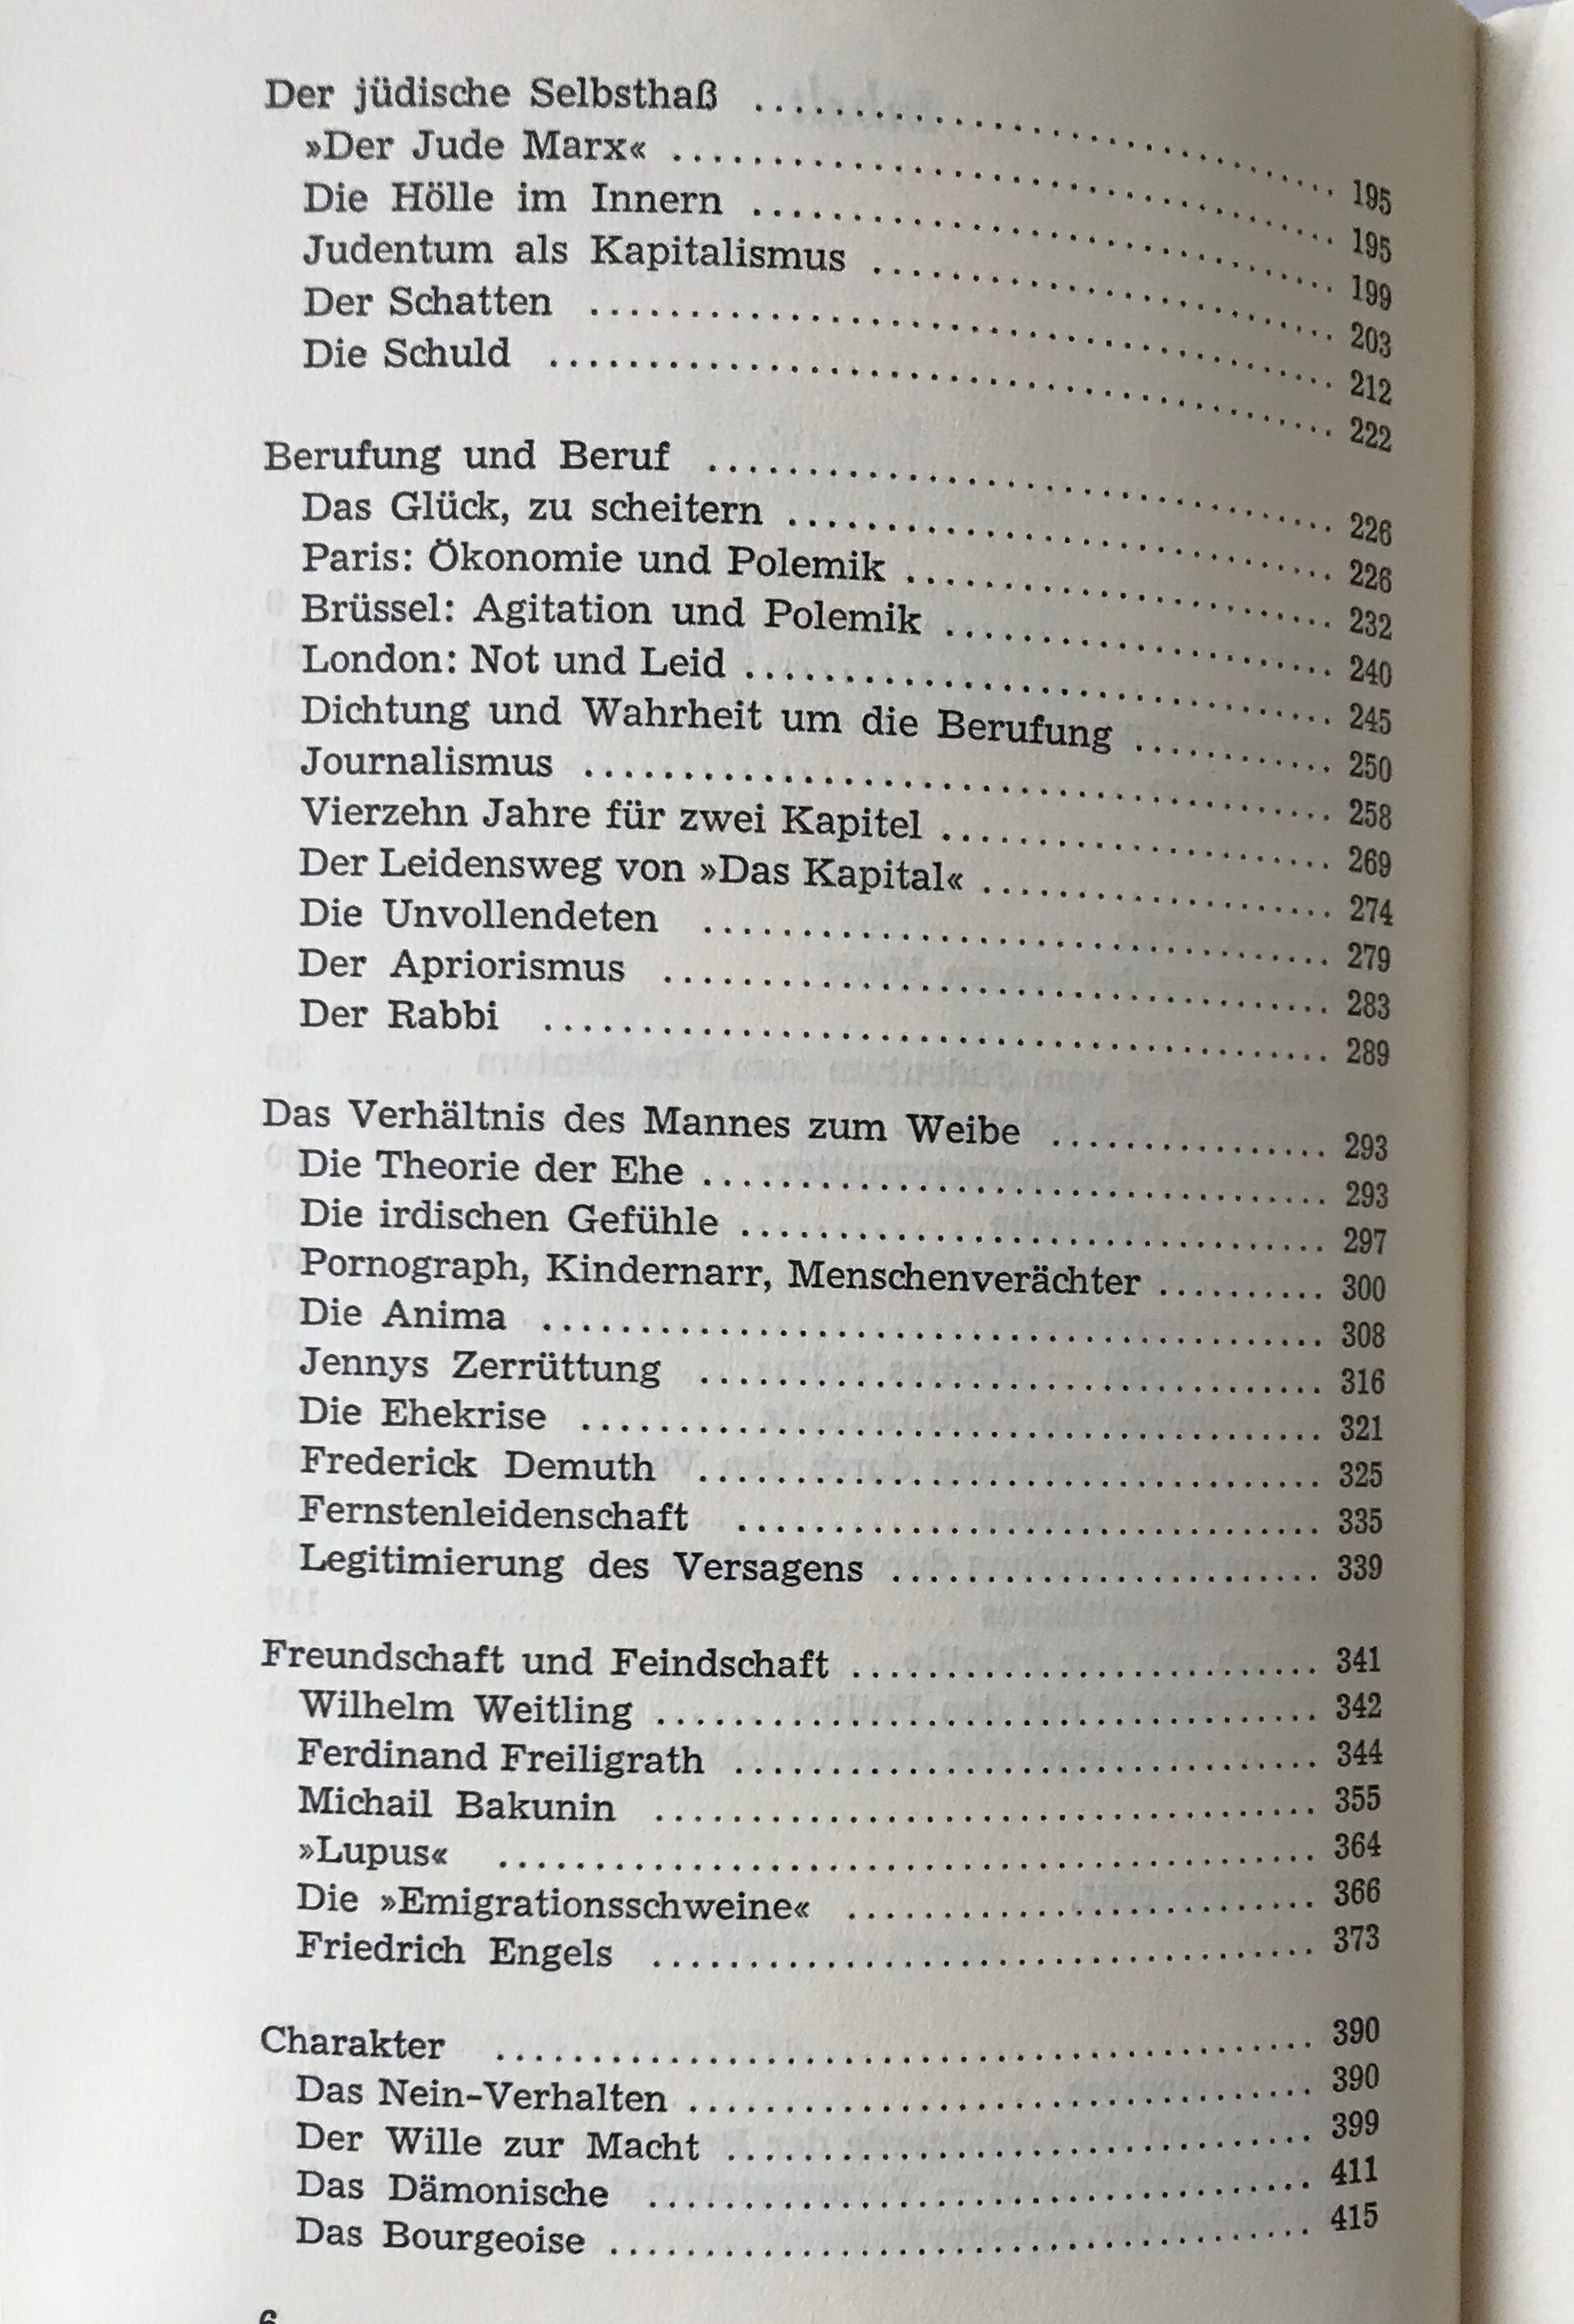 Der jüdische Selbsthaß .......... 195
»Der Jude Marx« .......... 195
Die Hölle im Innern .......... 199
Judentum als Kapitalismus .......... 203
Der Schatten .......... 212
Die Schuld .......... 222
Berufung und Beruf .......... 226
Das Glück, zu scheitern .......... 226
Paris: Ökonomie und Polemik .......... 232
Brüssel: Agitation und Polemik .......... 240
London: Not und Leid .......... 245
Dichtung und Wahrheit um die Berufung .......... 250
Journalismus .......... 258
Vierzehn Jahre für zwei Kapitel .......... 269
Der Leidensweg von »Das Kapital« .......... 274
Die Unvollendeten .......... 279
Der Apriorismus .......... 283
Der Rabbi .......... 289
Das Verhältnis des Mannes zum Weibe .......... 293
Die Theorie der Ehe .......... 293
Die irdischen Gefühle .......... 297
Pornograph, Kindernarr, Menschenverächter .......... 300
Die Anima .......... 308
Jennys Zerrüttung .......... 316
Die Ehekrise .......... 321
Frederick Demuth .......... 325
Fernstenleidenschaft .......... 335
Legitimierung des Versagens .......... 339
Freundschaft und Feindschaft .......... 341
Wilhelm Weitling .......... 342
Ferdinand Freiligrath .......... 344
Michail Bakunin .......... 355
»Lupus« .......... 364
Die »Emigrationsschweine« .......... 366
Friedrich Engels .......... 373
Charakter .......... 390
Das Nein-Verhalten .......... 390
Der Wille zur Macht .......... 399
Das Dämonische .......... 411
Das Bourgeoise .......... 415
6